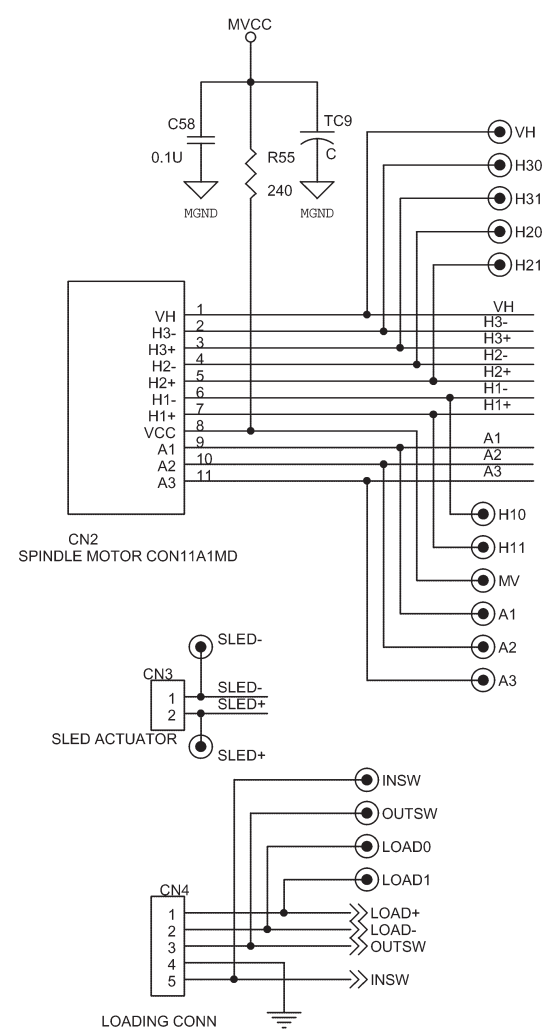 MVCC
C58
TC9
0.1U
R55
C
240
MGND
MGND
VH
H30
H31
H20
H21
VH 1 VH
H3- 2 H3-
H3+ 3 H3+
H2- 4 H2-
H2+ 5 H2+
H1- 6 H1-
H1+ 7 H1+
VCC 8
A1 9 A1
A2 10 A2
A3 11 A3
CN2
SPINDLE MOTOR CON11A1MD
H10
H11
MV
A1
A2
A3
SLED-
CN3
1 SLED-
2 SLED+
SLED ACTUATOR
SLED+
INSW
OUTSW
LOAD0
LOAD1
CN4
1 LOAD+
2 LOAD-
3 OUTSW
4
5 INSW
LOADING CONN